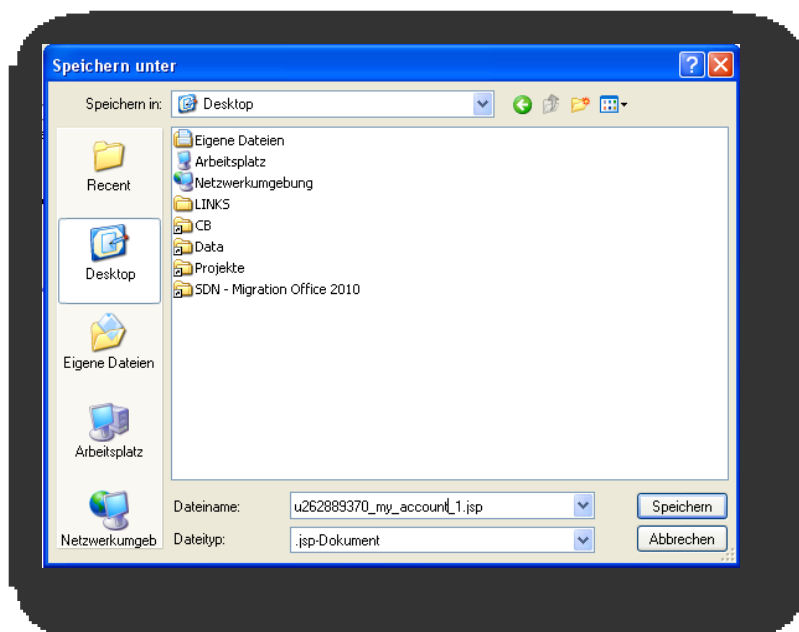 Speichern unter
Speichern in: Desktop
Recent
Desktop
Eigene Dateien
Arbeitsplatz
Netzwerkumgeb
Eigene Dateien
Arbeitsplatz
Netzwerkumgebung
LINKS
CB
Data
Projekte
SDN - Migration Office 2010
Dateiname: u262889370_my_account_1.jsp Speichern
Dateityp: .jsp-Dokument Abbrechen